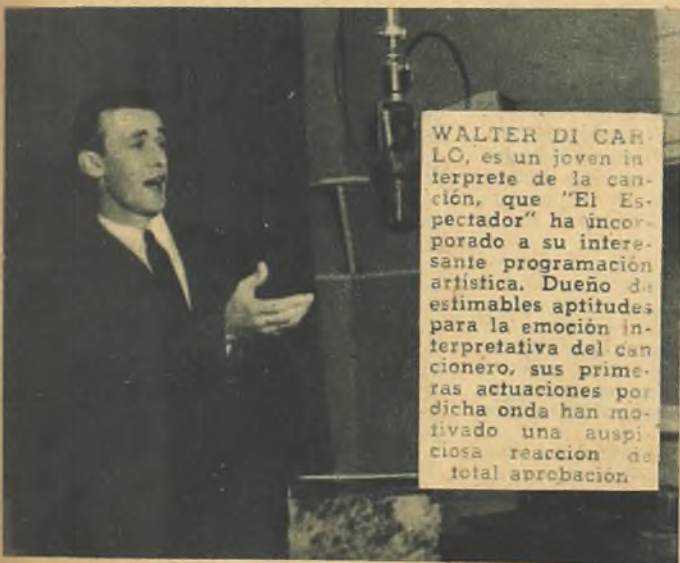 WALTER DI CAR-
LO, es un joven in
terprete de la can-
ción, que "El Es-
pectador" ha incor-
porado a su intere-
sante programación
artística. Dueño de
estimables aptitudes
para la emoción in-
terpretativa del can
cionero, sus prime-
ras actuaciones por
dicha onda han mo-
tivado una auspi
ciosa reacción de
total aprobación